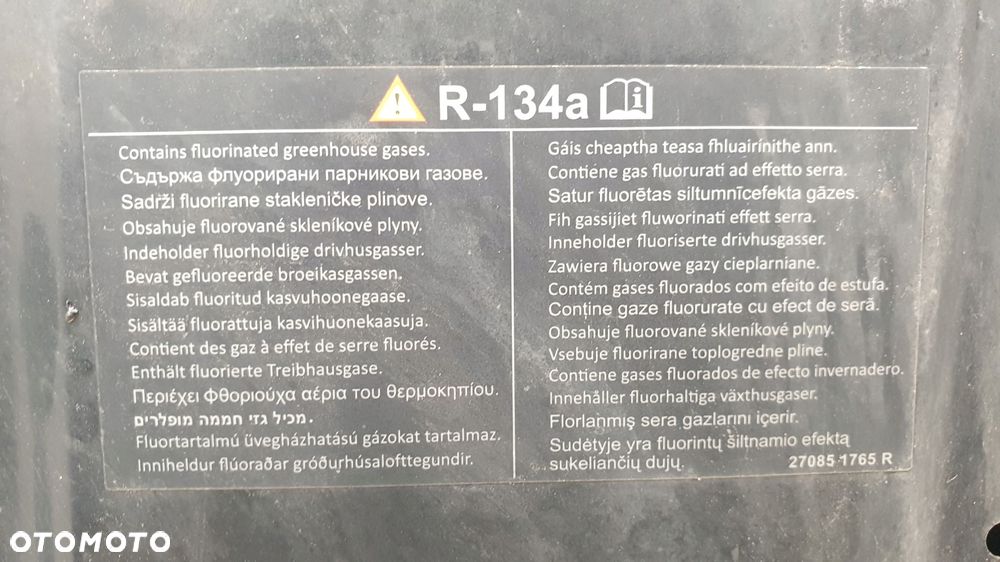 R-134a
Contains fluorinated greenhouse gases.
Съдържа флуорирани парникови газове.
Sadrži fluorirane stakleničke plinove.
Obsahuje fluorované skleníkové plyny.
Indeholder fluorholdige drivhusgasser.
Bevat gefluoreerde broeikasgassen.
Sisaldab fluoritud kasvuhoonegaase.
Sisältää fluorattuja kasvihuonekaasuja.
Contient des gaz à effet de serre fluorés.
Enthält fluorierte Treibhausgase.
Περιέχει φθοριούχα αέρια του θερμοκηπίου.
מכיל גזי חממה מופלרים.
Fluortartalmú üvegházhatású gázokat tartalmaz.
Inniheldur flúoraðar gróðurhúsalofttegundir.
Gáis cheaptha teasa fhluairínithe ann.
Contiene gas fluorurati ad effetto serra.
Satur fluorētas siltumnīcefekta gāzes.
Fih gassijiet fluworinati effett serra.
Inneholder fluoriserte drivhusgasser.
Zawiera fluorowe gazy cieplarniane.
Contém gases fluorados com efeito de estufa.
Conține gaze fluorurate cu efect de seră.
Obsahuje fluorované skleníkové plyny.
Vsebuje fluorirane toplogredne pline.
Contiene gases fluorados de efecto invernadero.
Innehåller fluorhaltiga växthusgaser.
Florlanmış sera gazlarını içerir.
Sudėtyje yra fluorintų šiltnamio efektą
sukeliančių dujų.
27085 1765 R
OTOMOTO